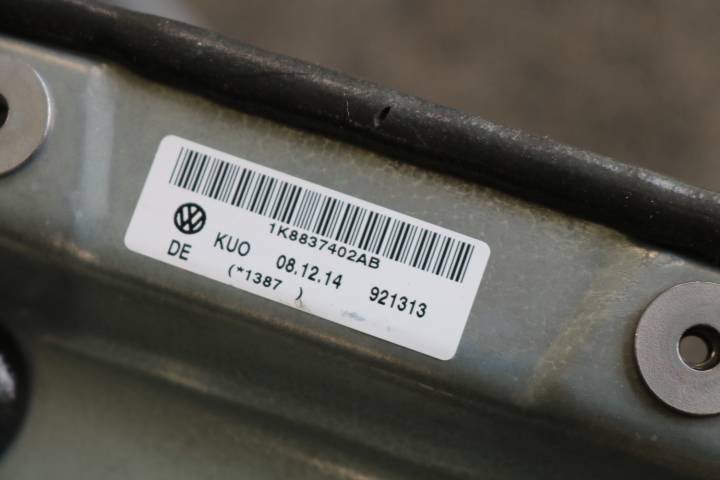 1K8837402AB
DE KUO 08.12.14 921313
(*1387 )